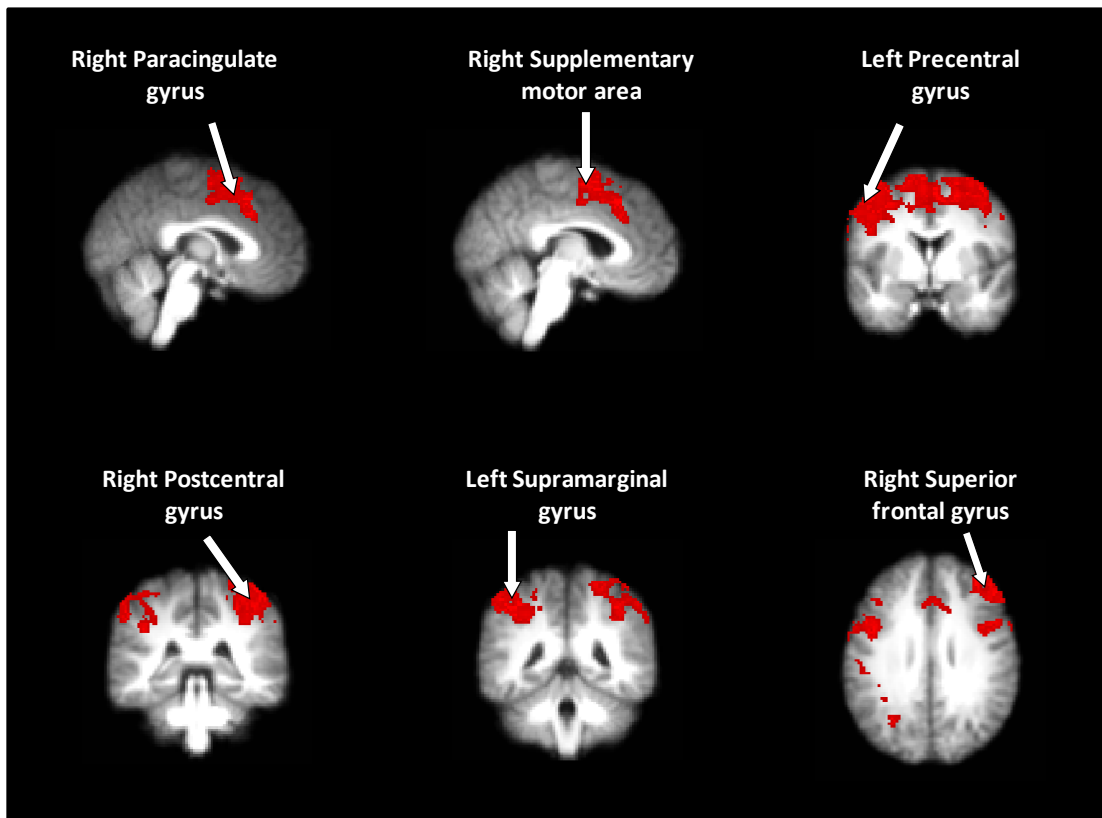 Right Paracingulate
gyrus
Right Supplementary
motor area
Left Precentral
gyrus
Right Postcentral
gyrus
Left Supramarginal
gyrus
Right Superior
frontal gyrus